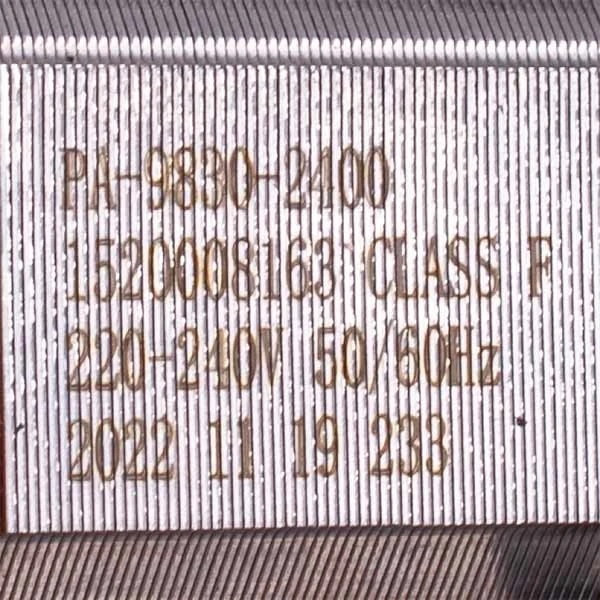 PA-9830-2400
1520008163 CLASS F
220-240V 50/60Hz
2022 11 19 233